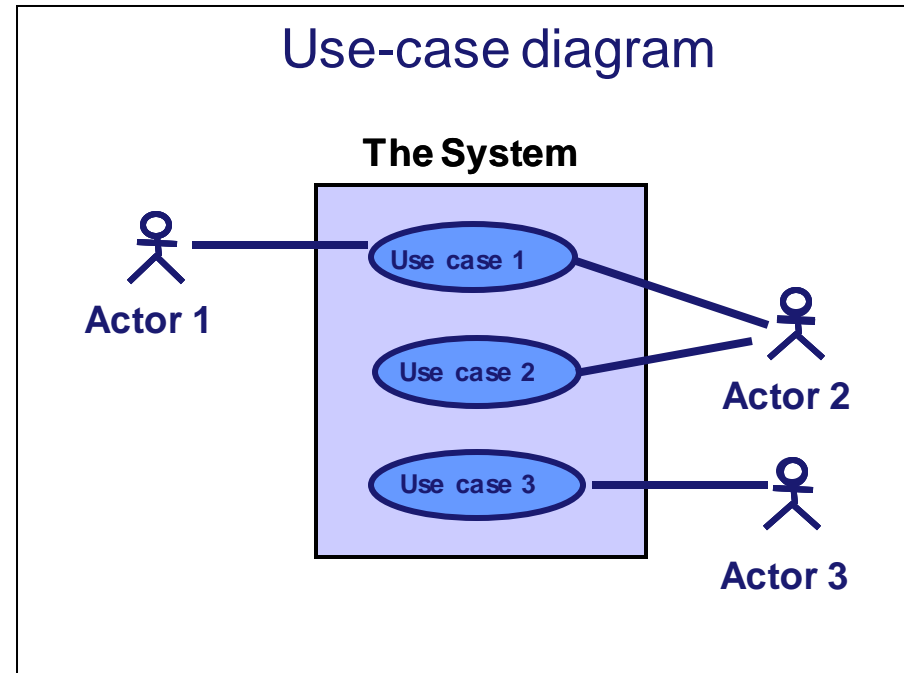 Use-case diagram
The System
Use case 1
Actor 1
Use case 2
Actor 2
Use case 3
Actor 3